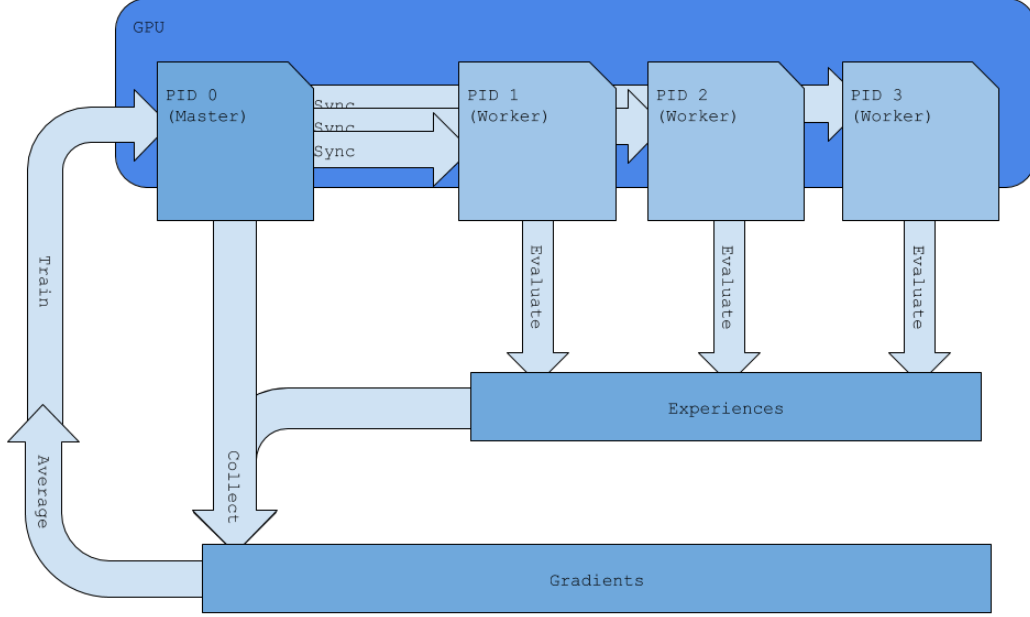 GPU
PID 0
(Master)
Sync
Sync
Sync
PID 1
(Worker)
PID 2
(Worker)
PID 3
(Worker)
Train
Evaluate
Evaluate
Evaluate
Experiences
Average
Collect
Gradients